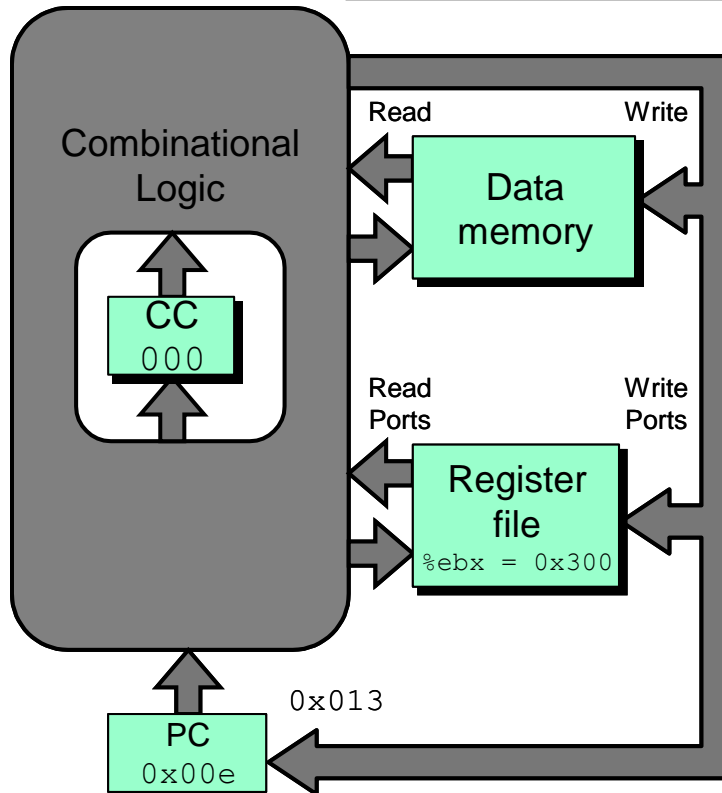 Combinational
Logic
CC
000
Read
Write
Data
memory
Read
Ports
Write
Ports
Register
file
%ebx = 0x300
0x013
PC
0x00e